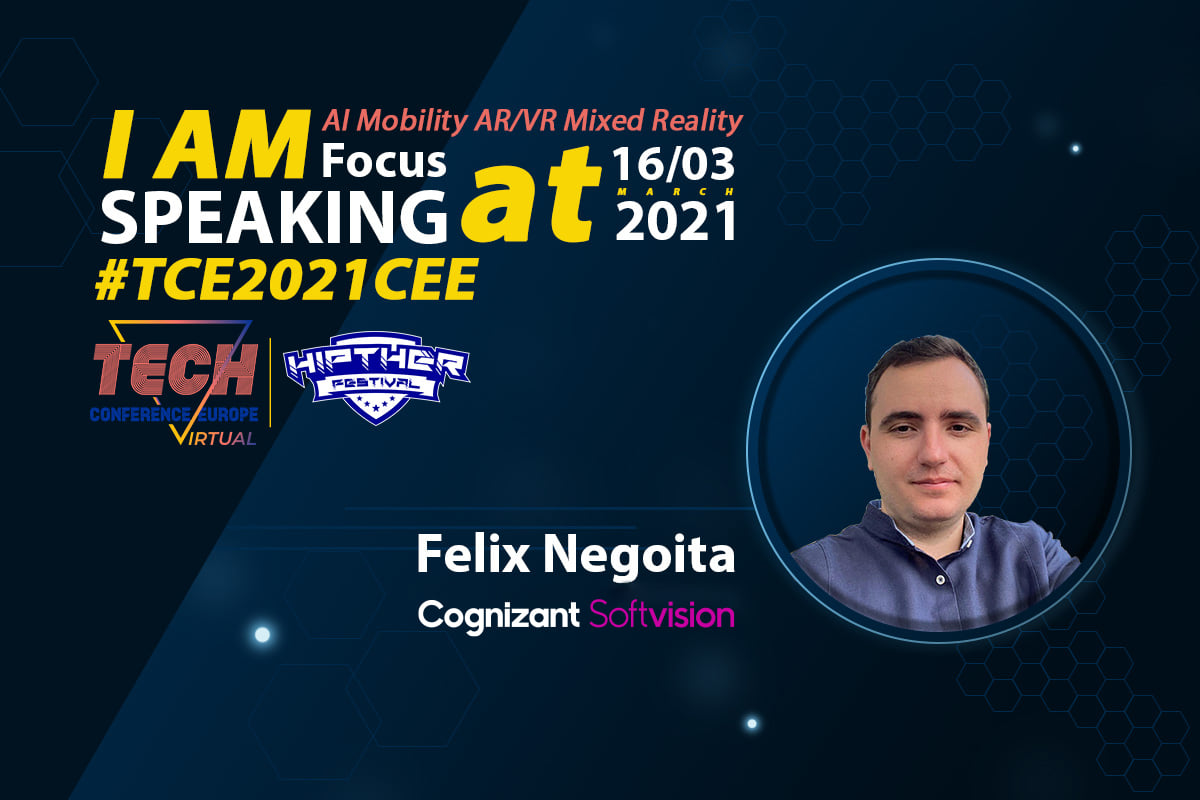 I AM
AI Mobility AR/VR Mixed Reality
Focus
SPEAKING
at
16/03
MARCH
2021
#TCE2021CEE
TECH
CONFERENCE EUROPE
VIRTUAL
HIPTHER
FESTIVAL
Felix Negoita
Cognizant Softvision